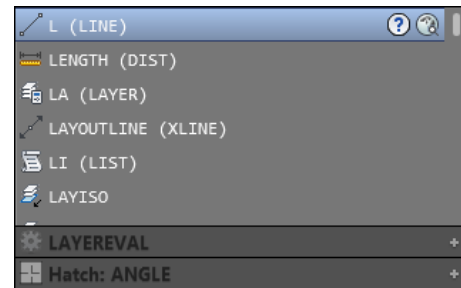 L (LINE)
LENGTH (DIST)
LA (LAYER)
LAYOUTLINE (XLINE)
LI (LIST)
LAYISO
LAYEREVAL +
Hatch: ANGLE +